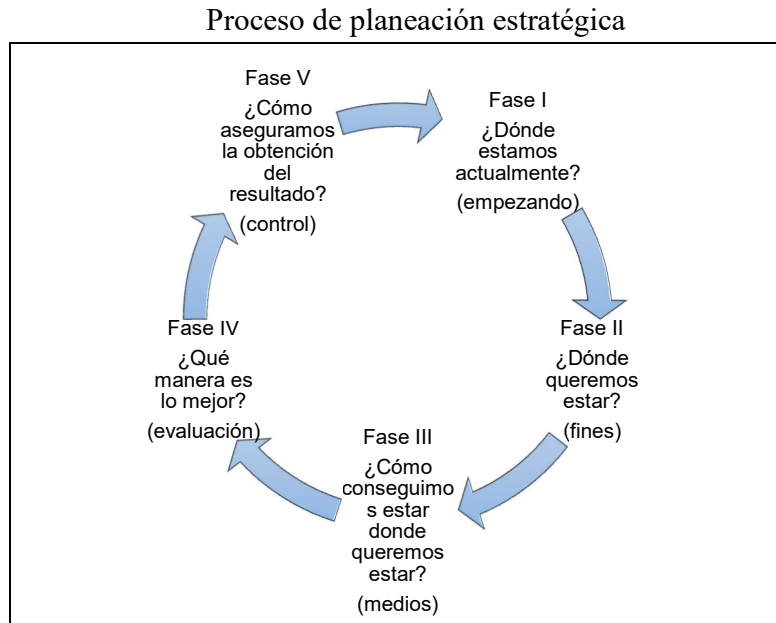 Proceso de planeación estratégica
Fase I
¿Dónde
estamos
actualmente?
(empezando)
Fase II
¿Dónde
queremos
estar?
(fines)
Fase III
¿Cómo
conseguimo
s estar
donde
queremos
estar?
(medios)
Fase IV
¿Qué
manera es
lo mejor?
(evaluación)
Fase V
¿Cómo
aseguramos
la obtención
del
resultado?
(control)